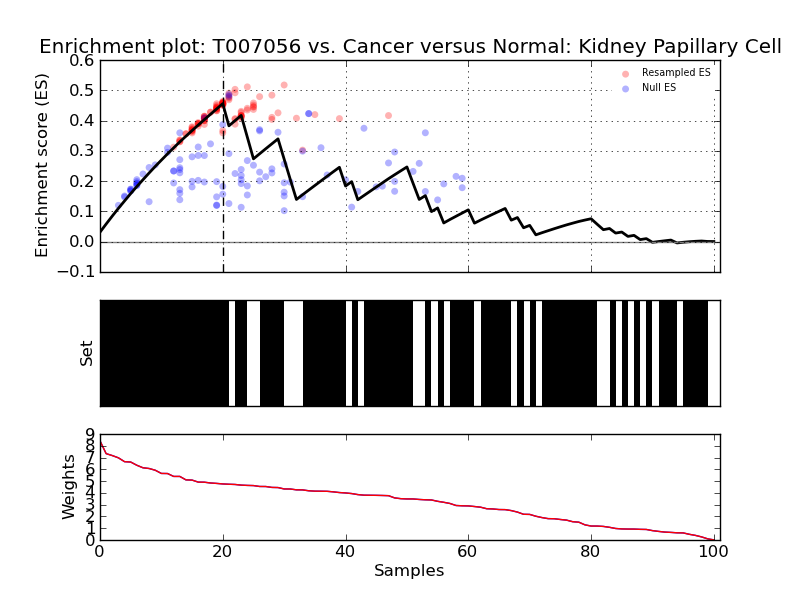 Enrichment plot: T007056 vs. Cancer versus Normal: Kidney Papillary Cell
0.6
0.5
0.4
0.3
0.2
0.1
0.0
−0.1
Enrichment score (ES)
Resampled ES
Null ES
Set
9
8
7
6
5
4
3
2
1
0
Weights
0 20 40 60 80 100
Samples